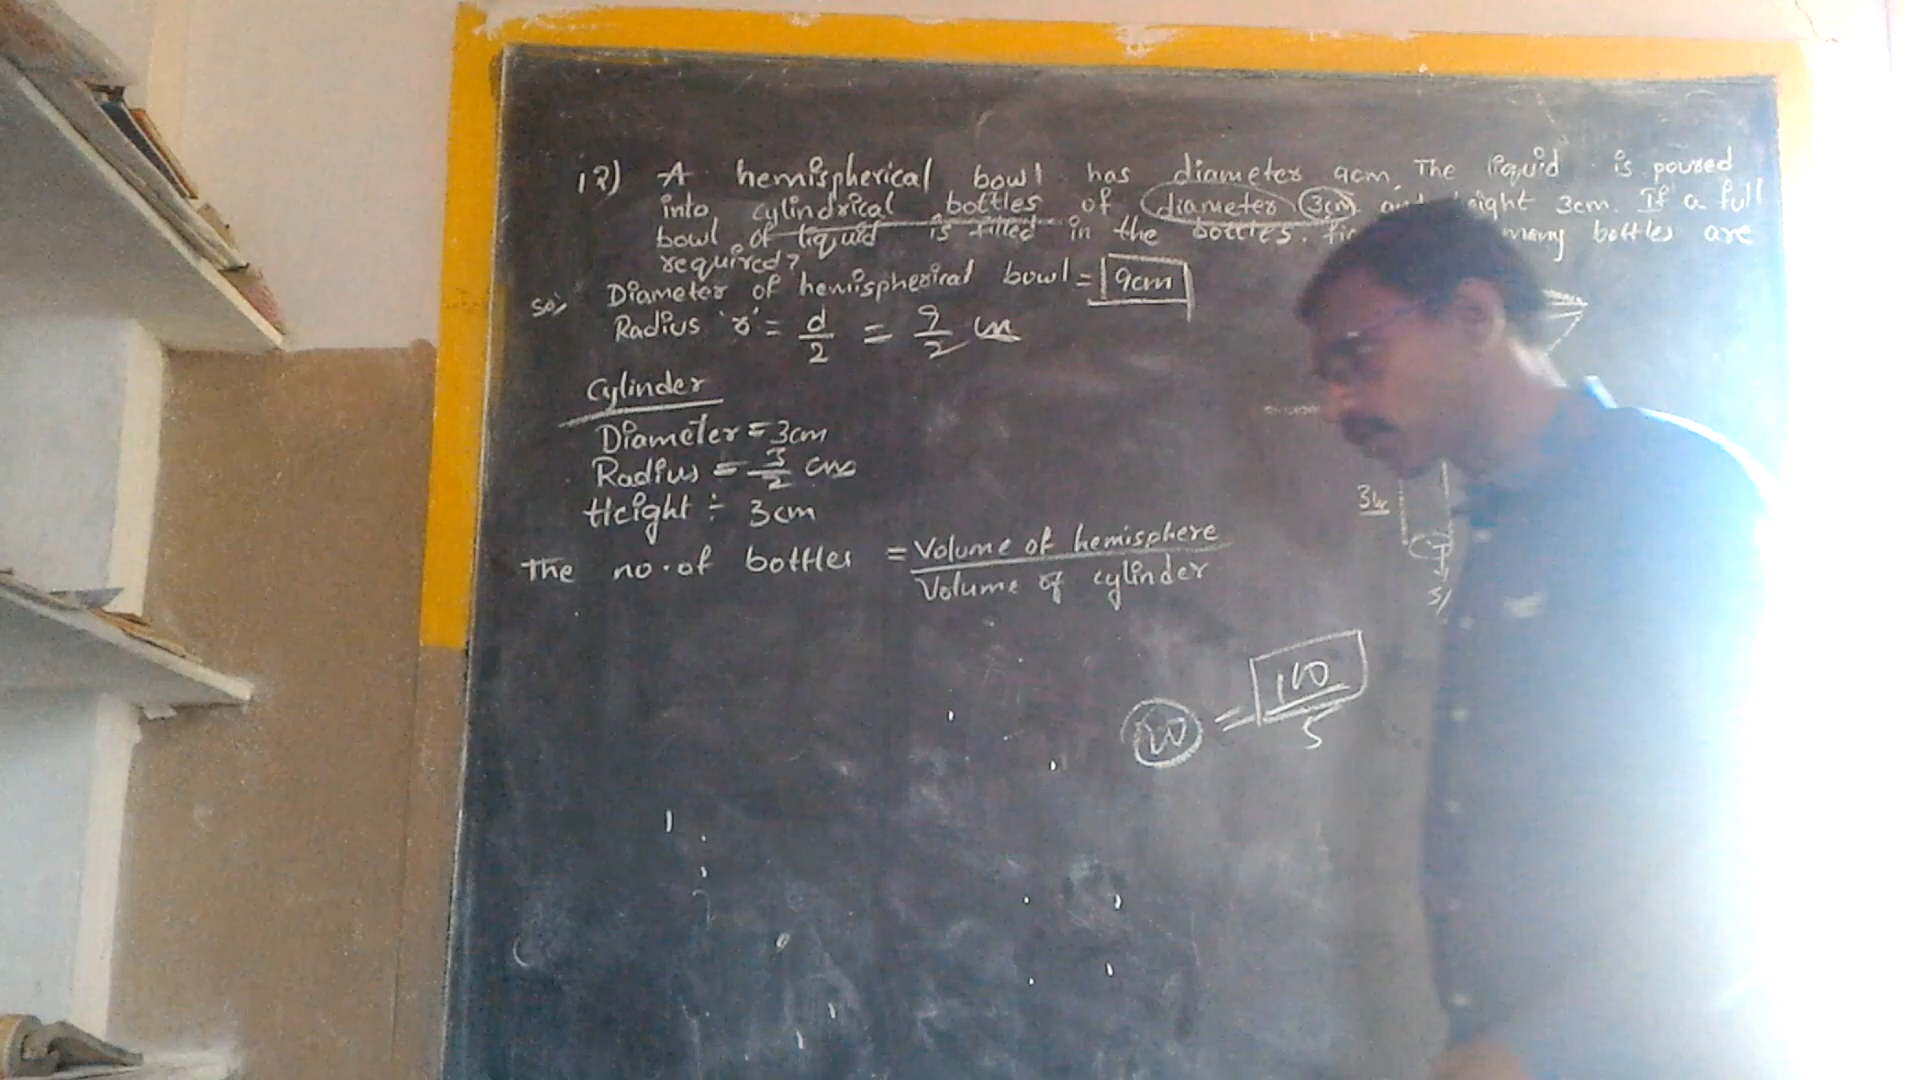 12) A hemispherical bowl has diameter 9cm. The liquid is poured
into cylindrical bottles of diameter 3cm and height 3cm. If a full
bowl of liquid is filled in the bottles. many bottles are
required?
Sol Diameter of hemispherical bowl = 9cm
Radius 'r' = d/2 = 9/2 cm
Cylinder
Diameter = 3cm
Radius = 3/2 cm
Height = 3cm
The no. of bottles = Volume of hemisphere / Volume of cylinder
20 = 100/5